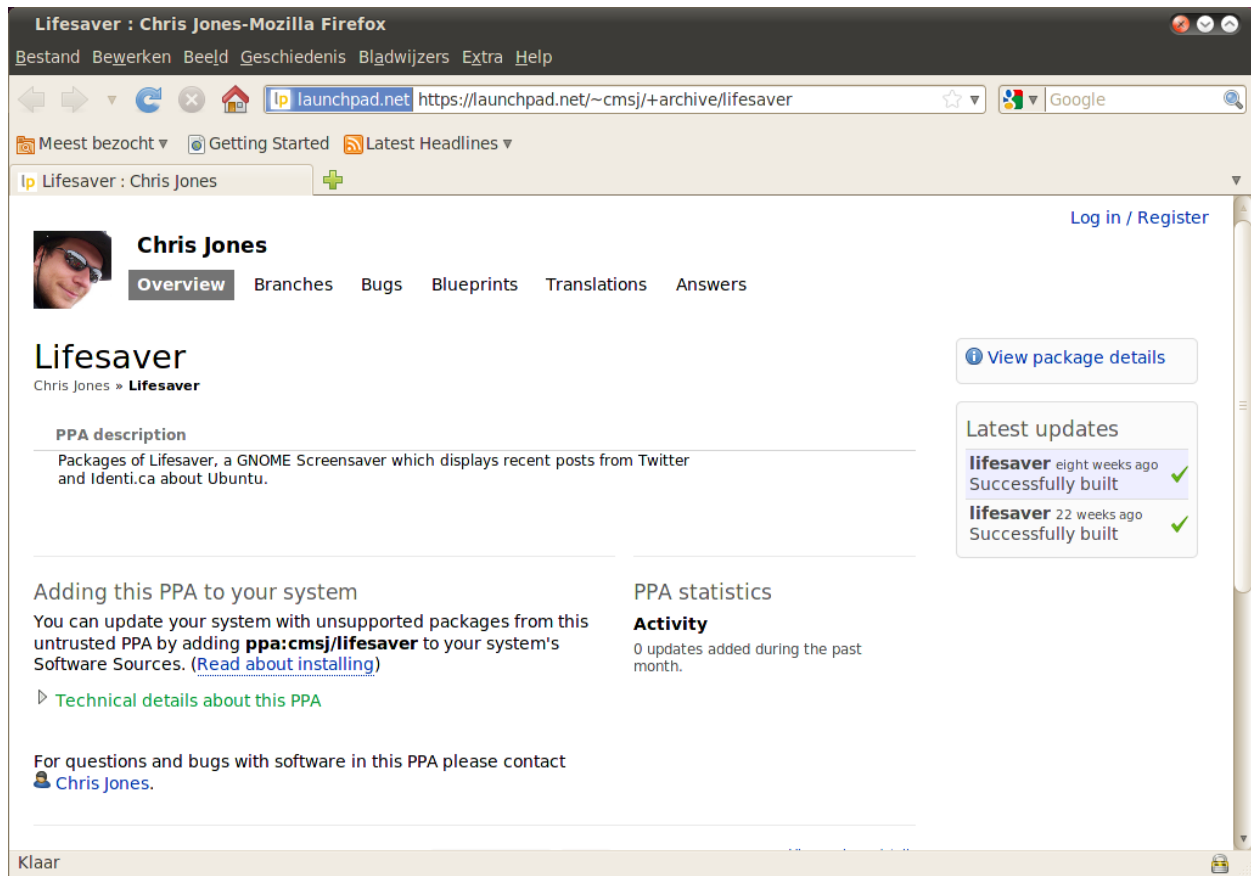 Lifesaver : Chris Jones-Mozilla Firefox
Bestand Bewerken Beeld Geschiedenis Bladwijzers Extra Help
lp launchpad.net https://launchpad.net/~cmsj/+archive/lifesaver
Google
Meest bezocht Getting Started Latest Headlines
lp Lifesaver : Chris Jones
Log in / Register
Chris Jones
Overview Branches Bugs Blueprints Translations Answers
Lifesaver
Chris Jones » Lifesaver
PPA description
Packages of Lifesaver, a GNOME Screensaver which displays recent posts from Twitter
and Identi.ca about Ubuntu.
View package details
Latest updates
lifesaver eight weeks ago
Successfully built
lifesaver 22 weeks ago
Successfully built
Adding this PPA to your system
You can update your system with unsupported packages from this
untrusted PPA by adding ppa:cmsj/lifesaver to your system's
Software Sources. (Read about installing)
Technical details about this PPA
PPA statistics
Activity
0 updates added during the past
month.
For questions and bugs with software in this PPA please contact
Chris Jones.
Klaar